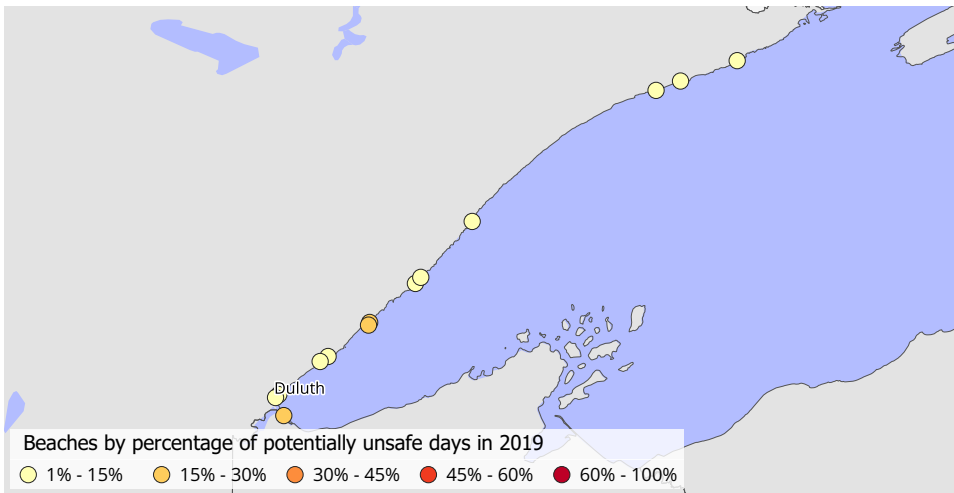 Duluth
Beaches by percentage of potentially unsafe days in 2019
1% - 15% 15% - 30% 30% - 45% 45% - 60% 60% - 100%